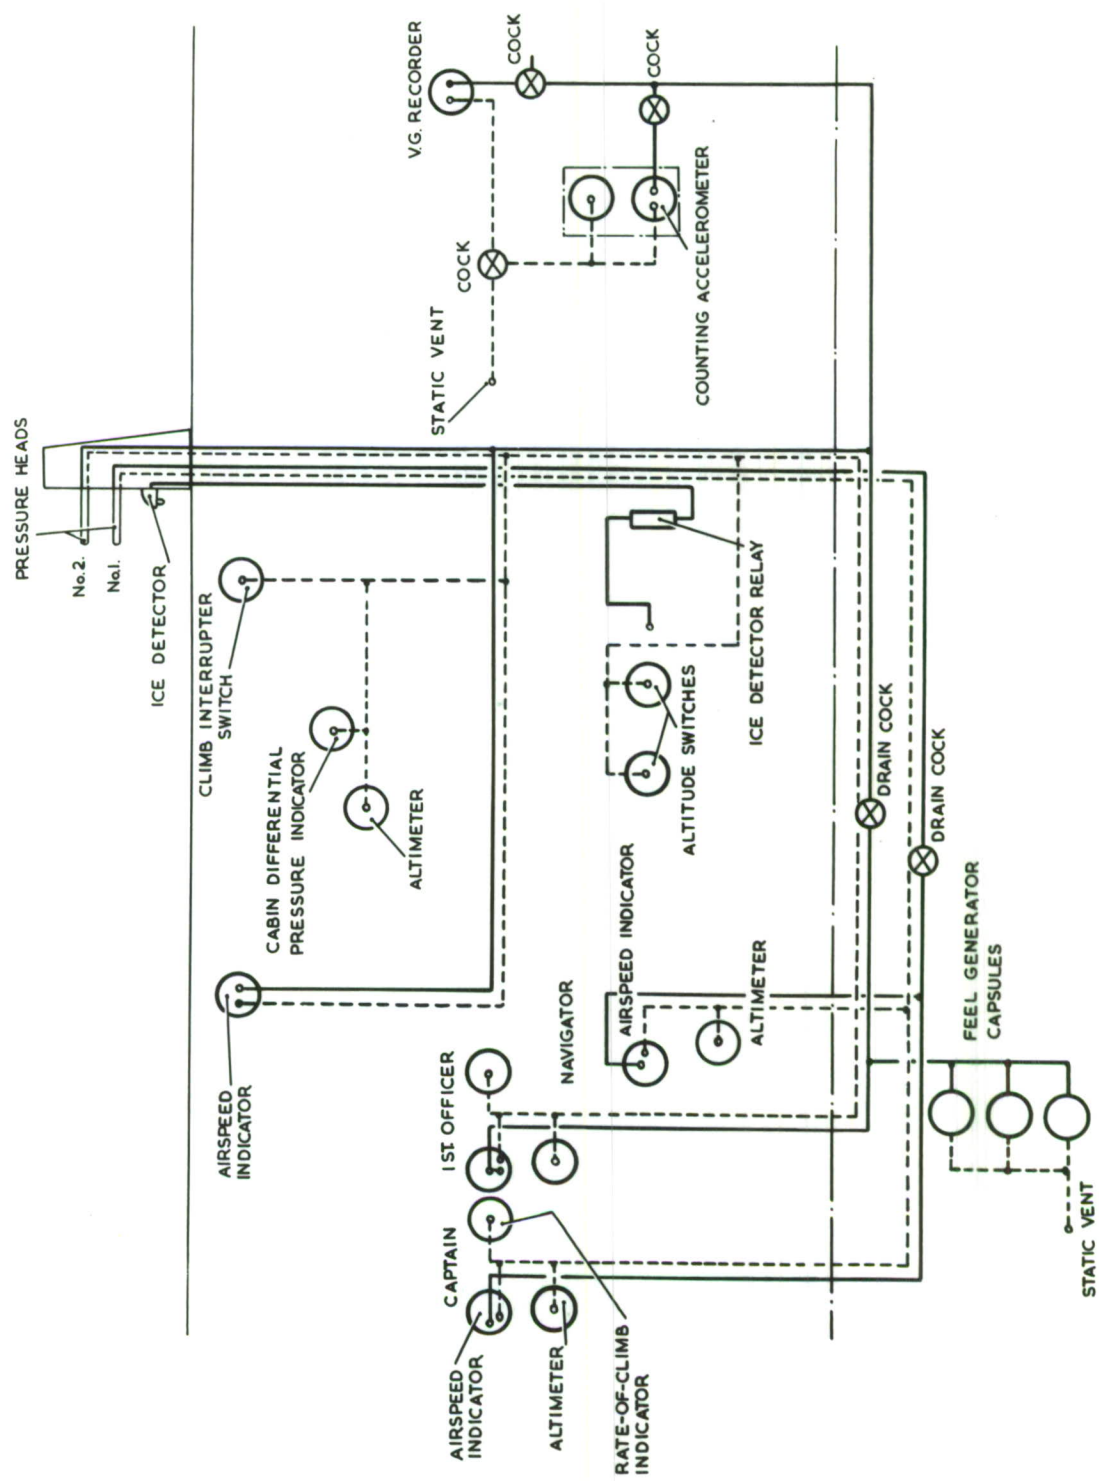 PRESSURE HEADS
No. 2.
No.1.
ICE DETECTOR
CLIMB INTERRUPTER
SWITCH
CABIN DIFFERENTIAL
PRESSURE INDICATOR
ALTIMETER
AIRSPEED
INDICATOR
V.G. RECORDER
COCK
COCK
COCK
STATIC VENT
COUNTING ACCELEROMETER
ICE DETECTOR RELAY
ALTITUDE SWITCHES
AIRSPEED INDICATOR
ALTIMETER
NAVIGATOR
1ST. OFFICER
CAPTAIN
AIRSPEED
INDICATOR
ALTIMETER
RATE-OF-CLIMB
INDICATOR
DRAIN COCK
DRAIN COCK
FEEL GENERATOR
CAPSULES
STATIC VENT